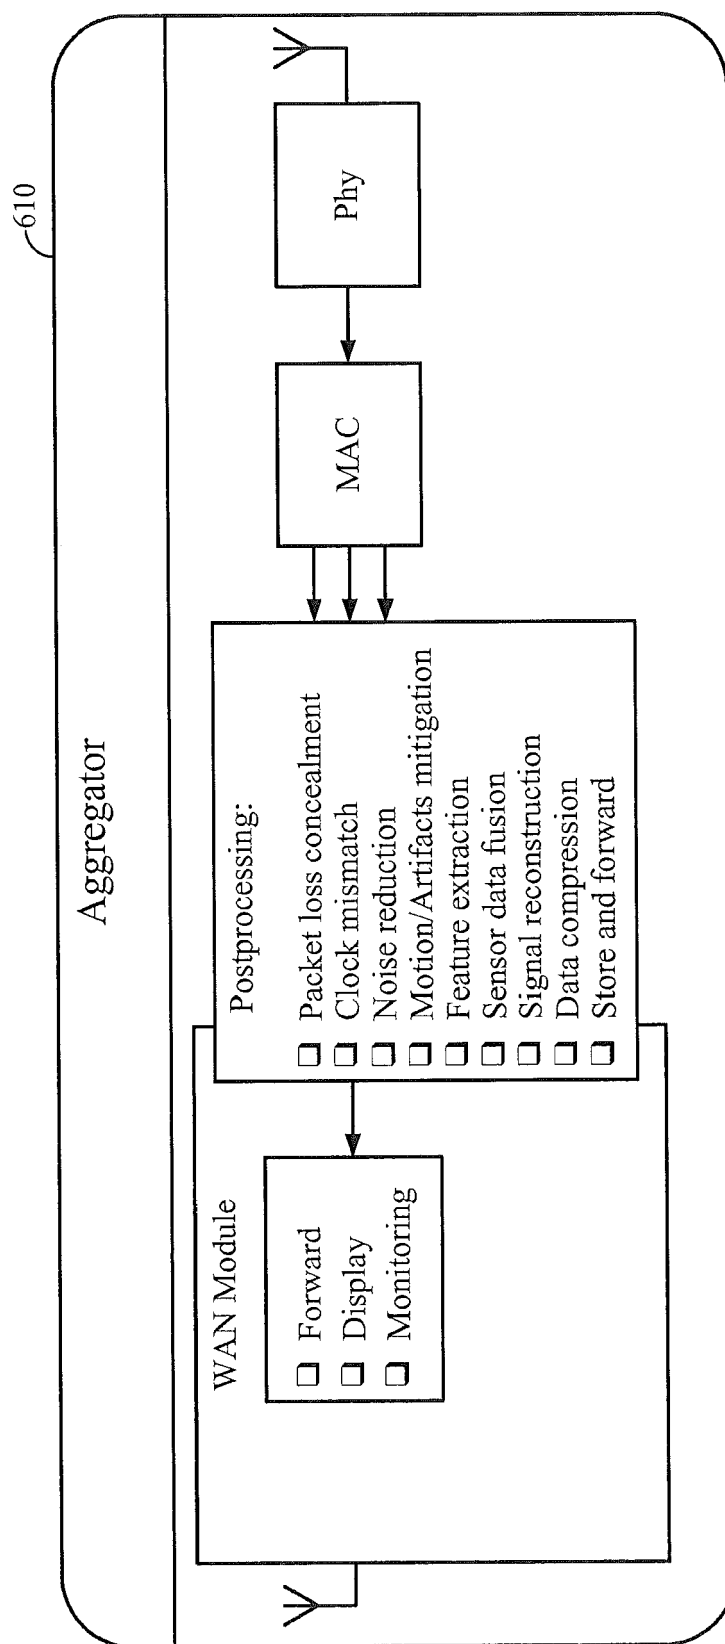 610
Aggregator
WAN Module
❏ Forward
❏ Display
❏ Monitoring
Postprocessing:
❏ Packet loss concealment
❏ Clock mismatch
❏ Noise reduction
❏ Motion/Artifacts mitigation
❏ Feature extraction
❏ Sensor data fusion
❏ Signal reconstruction
❏ Data compression
❏ Store and forward
MAC
Phy